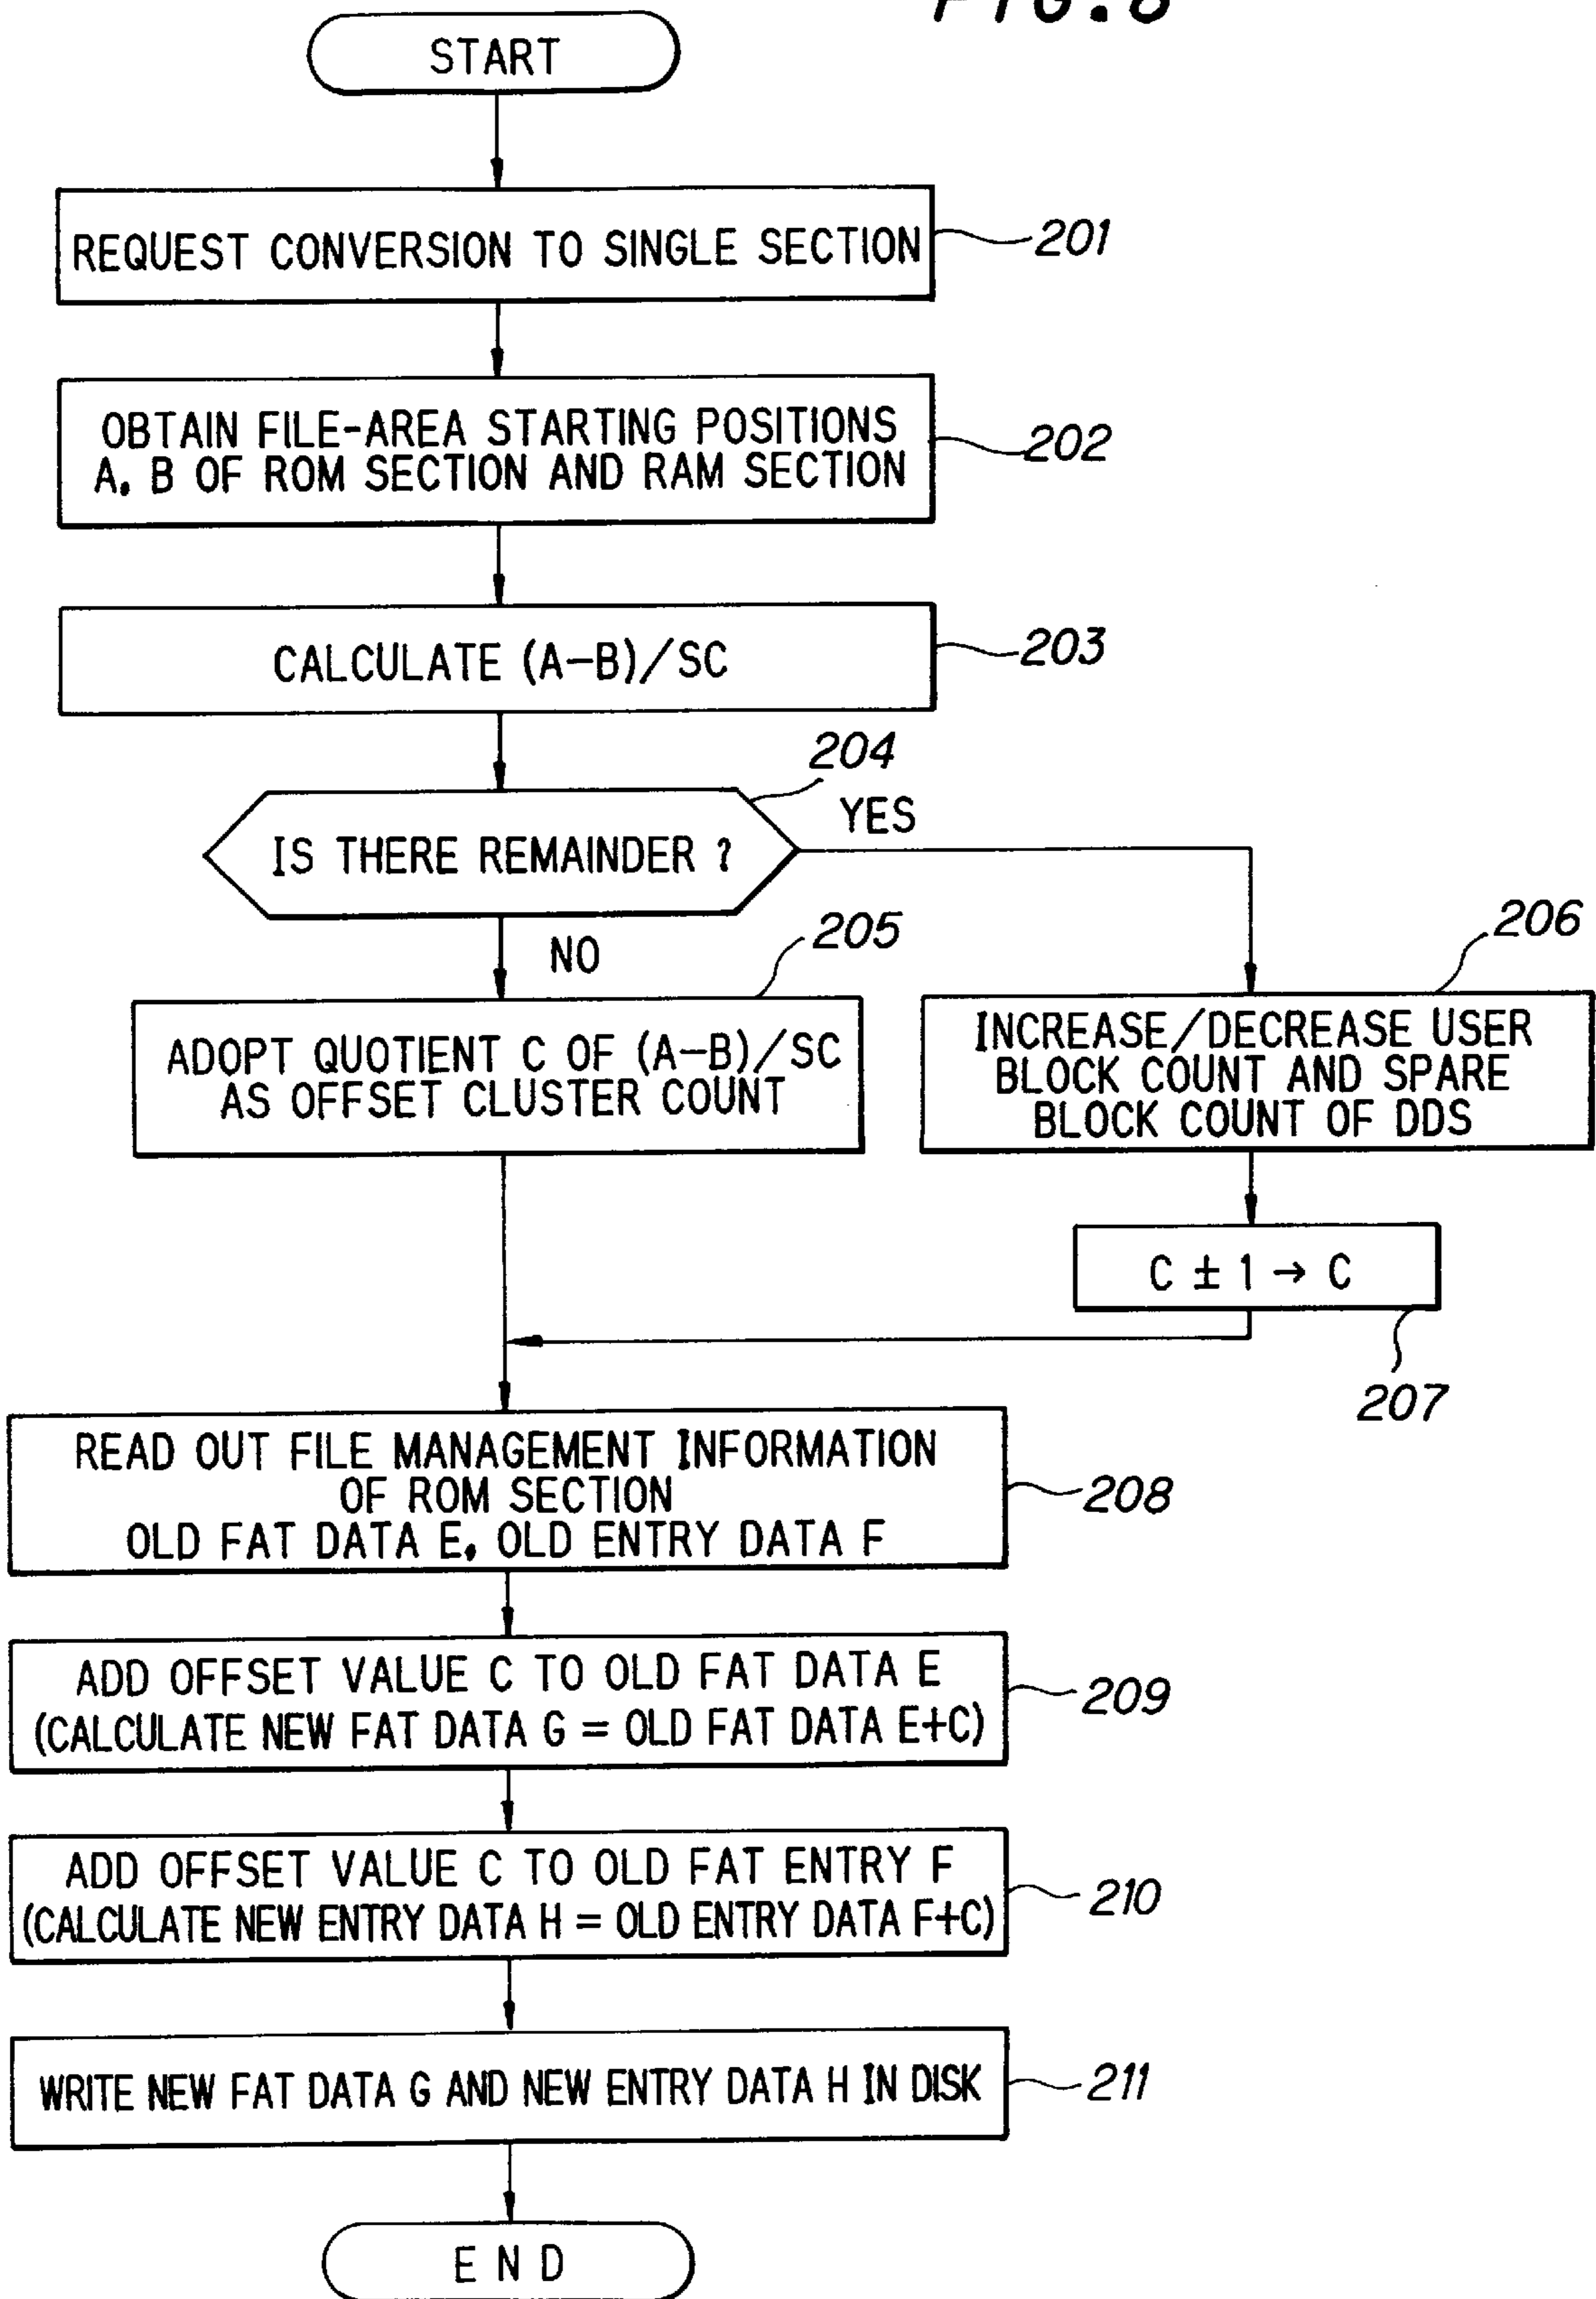 FIG. 8
START
REQUEST CONVERSION TO SINGLE SECTION
201
OBTAIN FILE-AREA STARTING POSITIONS
A, B OF ROM SECTION AND RAM SECTION
202
CALCULATE (A-B)/SC
203
204
IS THERE REMAINDER ?
YES
NO
205
ADOPT QUOTIENT C OF (A-B)/SC
AS OFFSET CLUSTER COUNT
206
INCREASE/DECREASE USER
BLOCK COUNT AND SPARE
BLOCK COUNT OF DDS
C ± 1 → C
207
READ OUT FILE MANAGEMENT INFORMATION
OF ROM SECTION
OLD FAT DATA E, OLD ENTRY DATA F
208
ADD OFFSET VALUE C TO OLD FAT DATA E
(CALCULATE NEW FAT DATA G = OLD FAT DATA E+C)
209
ADD OFFSET VALUE C TO OLD FAT ENTRY F
(CALCULATE NEW ENTRY DATA H = OLD ENTRY DATA F+C)
210
WRITE NEW FAT DATA G AND NEW ENTRY DATA H IN DISK
211
END